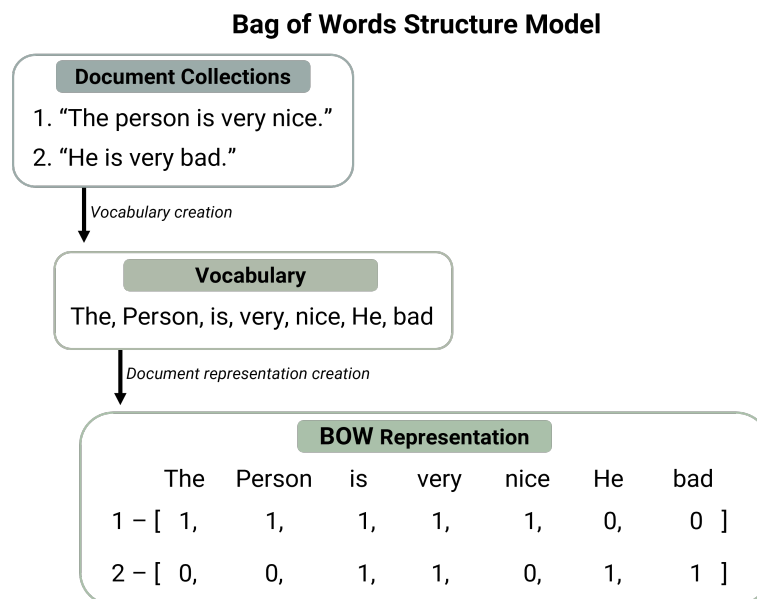 Bag of Words Structure Model
Document Collections
1. “The person is very nice.”
2. “He is very bad.”
Vocabulary creation
Vocabulary
The, Person, is, very, nice, He, bad
Document representation creation
BOW Representation
The Person is very nice He bad
1 – [ 1, 1, 1, 1, 1, 0, 0 ]
2 – [ 0, 0, 1, 1, 0, 1, 1 ]